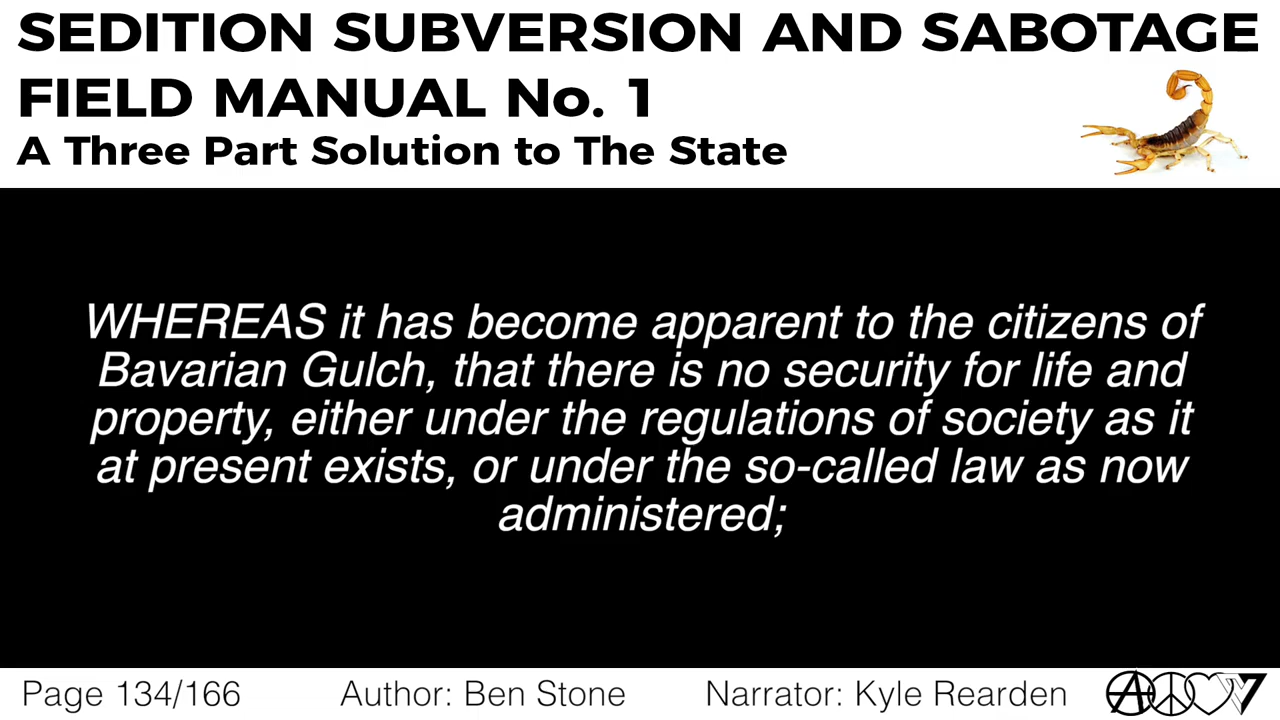 SEDITION SUBVERSION AND SABOTAGE
FIELD MANUAL No. 1
A Three Part Solution to The State
WHEREAS it has become apparent to the citizens of
Bavarian Gulch, that there is no security for life and
property, either under the regulations of society as it
at present exists, or under the so-called law as now
administered;
Page 134/166 Author: Ben Stone Narrator: Kyle Rearden